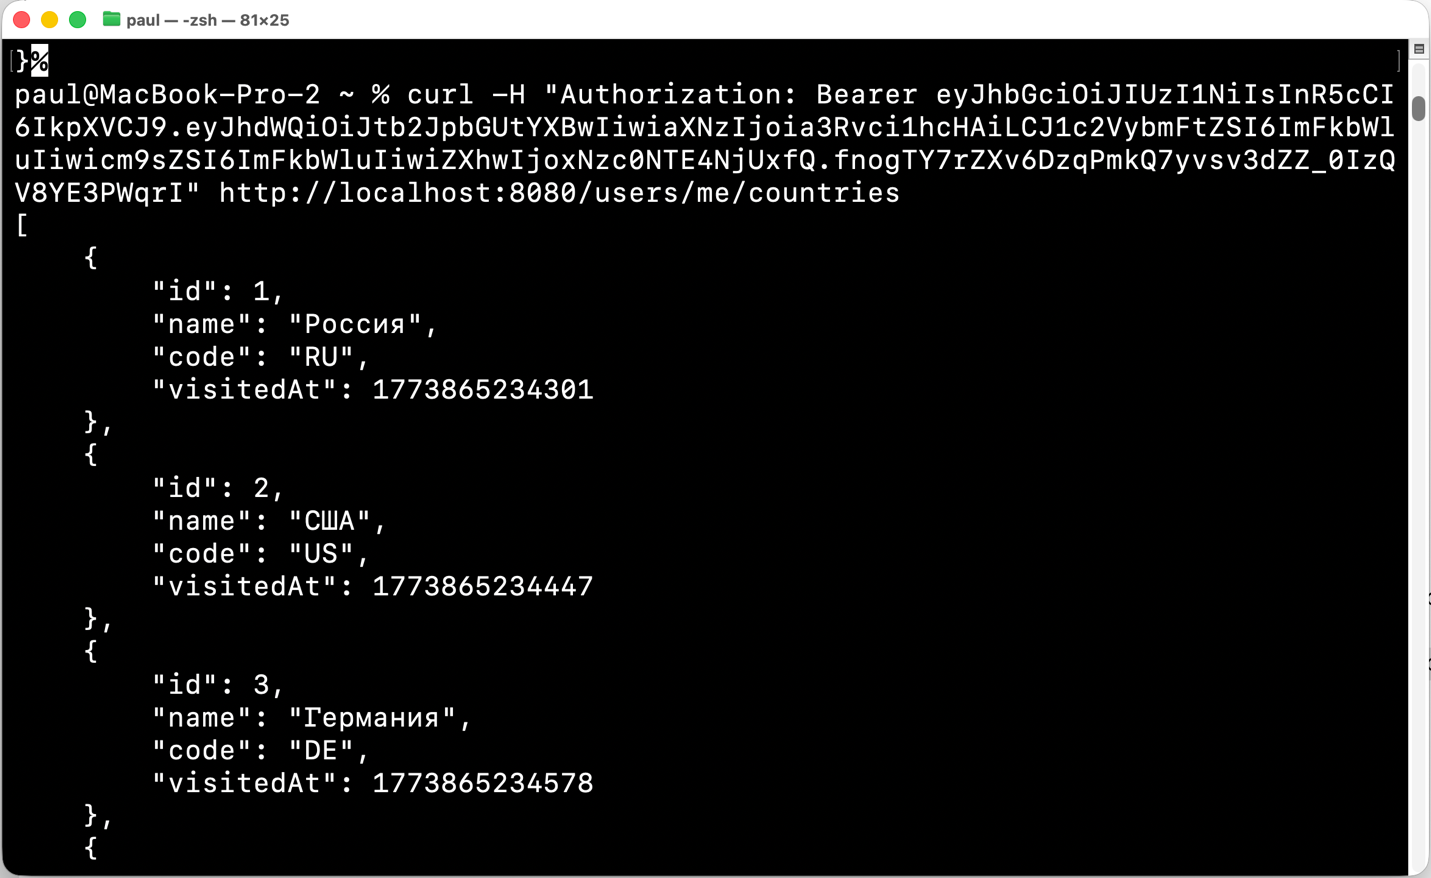 paul — -zsh — 81×25
}%
paul@MacBook-Pro-2 ~ % curl -H "Authorization: Bearer eyJhbGciOiJIUzI1NiIsInR5cCI
6IkpXVCJ9.eyJhdWQiOiJtb2JpbGUtYXBwIiwiaXNzIjoia3Rvci1hcHAiLCJ1c2VybmFtZSI6ImFkbWl
uIiwicm9sZSI6ImFkbWluIiwiZXhwIjoxNzc0NTE4NjUxfQ.fnogTY7rZXv6DzqPmkQ7yvsv3dZZ_0IzQ
V8YE3PWqrI" http://localhost:8080/users/me/countries
[
    {
        "id": 1,
        "name": "Россия",
        "code": "RU",
        "visitedAt": 1773865234301
    },
    {
        "id": 2,
        "name": "США",
        "code": "US",
        "visitedAt": 1773865234447
    },
    {
        "id": 3,
        "name": "Германия",
        "code": "DE",
        "visitedAt": 1773865234578
    },
    {